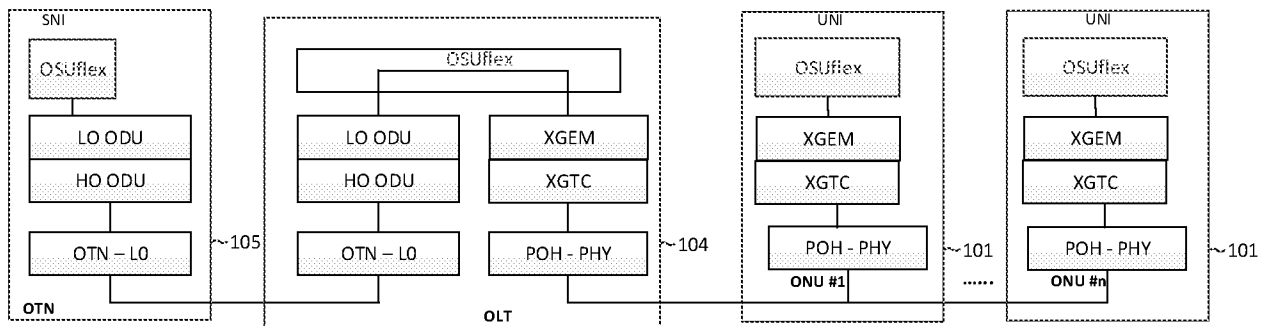 SNI
OSUflex
LO ODU
HO ODU
OTN – L0
OTN
105
OSUflex
LO ODU
HO ODU
OTN – L0
XGEM
XGTC
POH - PHY
OLT
104
UNI
OSUflex
XGEM
XGTC
POH - PHY
ONU #1
101
......
UNI
OSUflex
XGEM
XGTC
POH - PHY
ONU #n
101